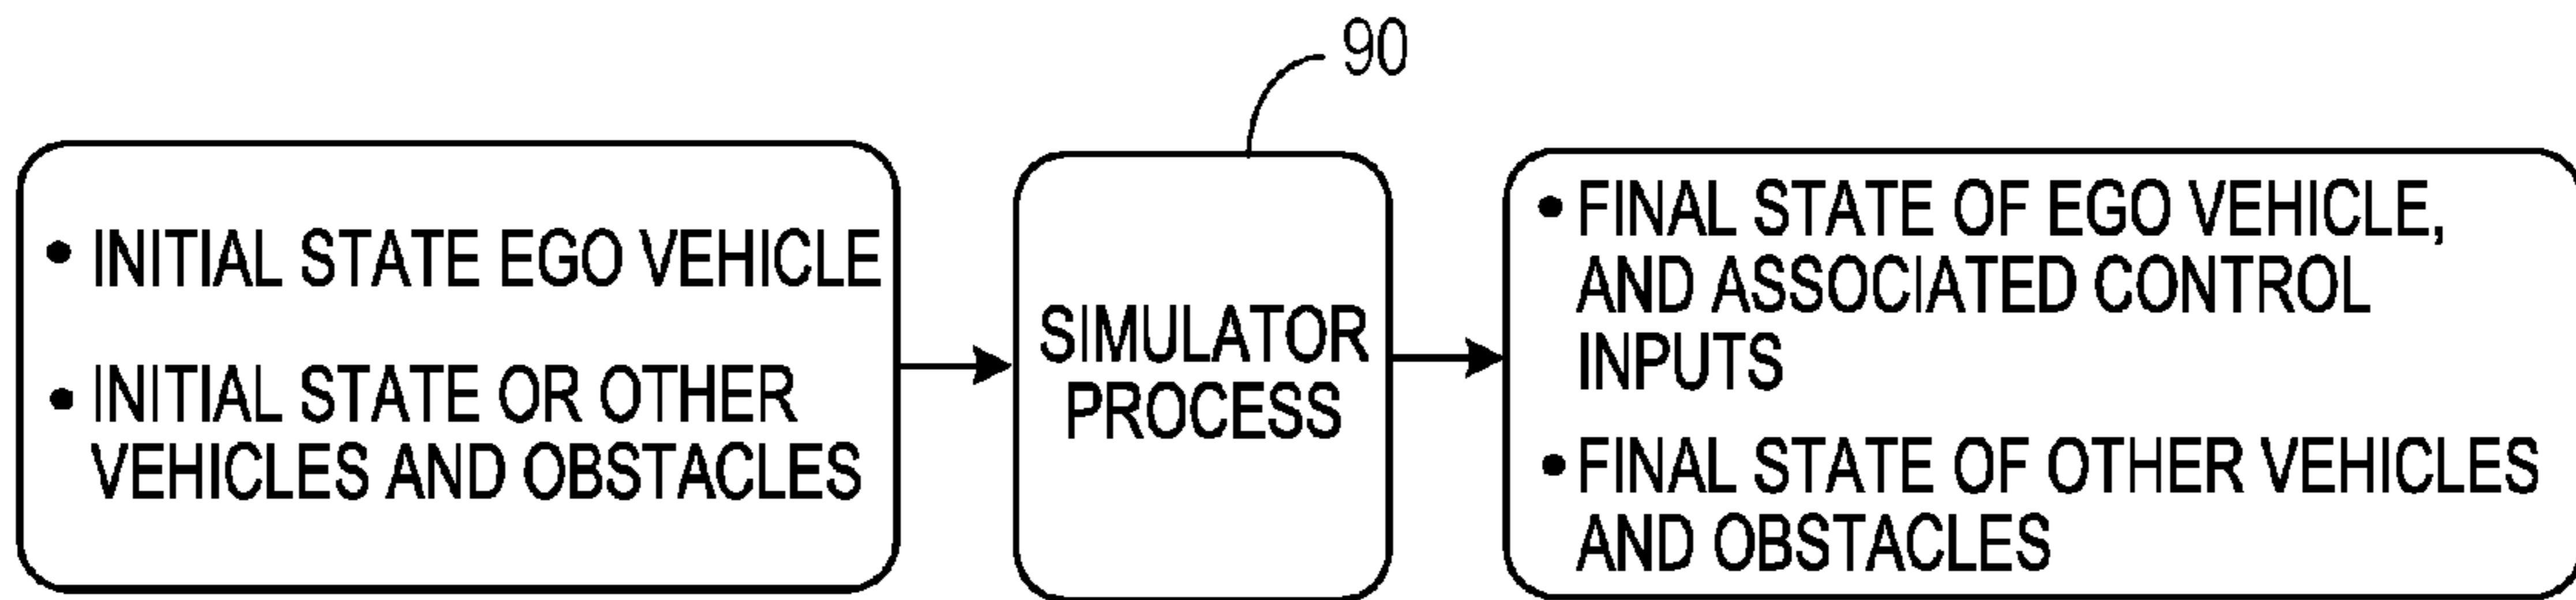 90
• INITIAL STATE EGO VEHICLE
• INITIAL STATE OR OTHER
VEHICLES AND OBSTACLES
SIMULATOR
PROCESS
• FINAL STATE OF EGO VEHICLE,
AND ASSOCIATED CONTROL
INPUTS
• FINAL STATE OF OTHER VEHICLES
AND OBSTACLES